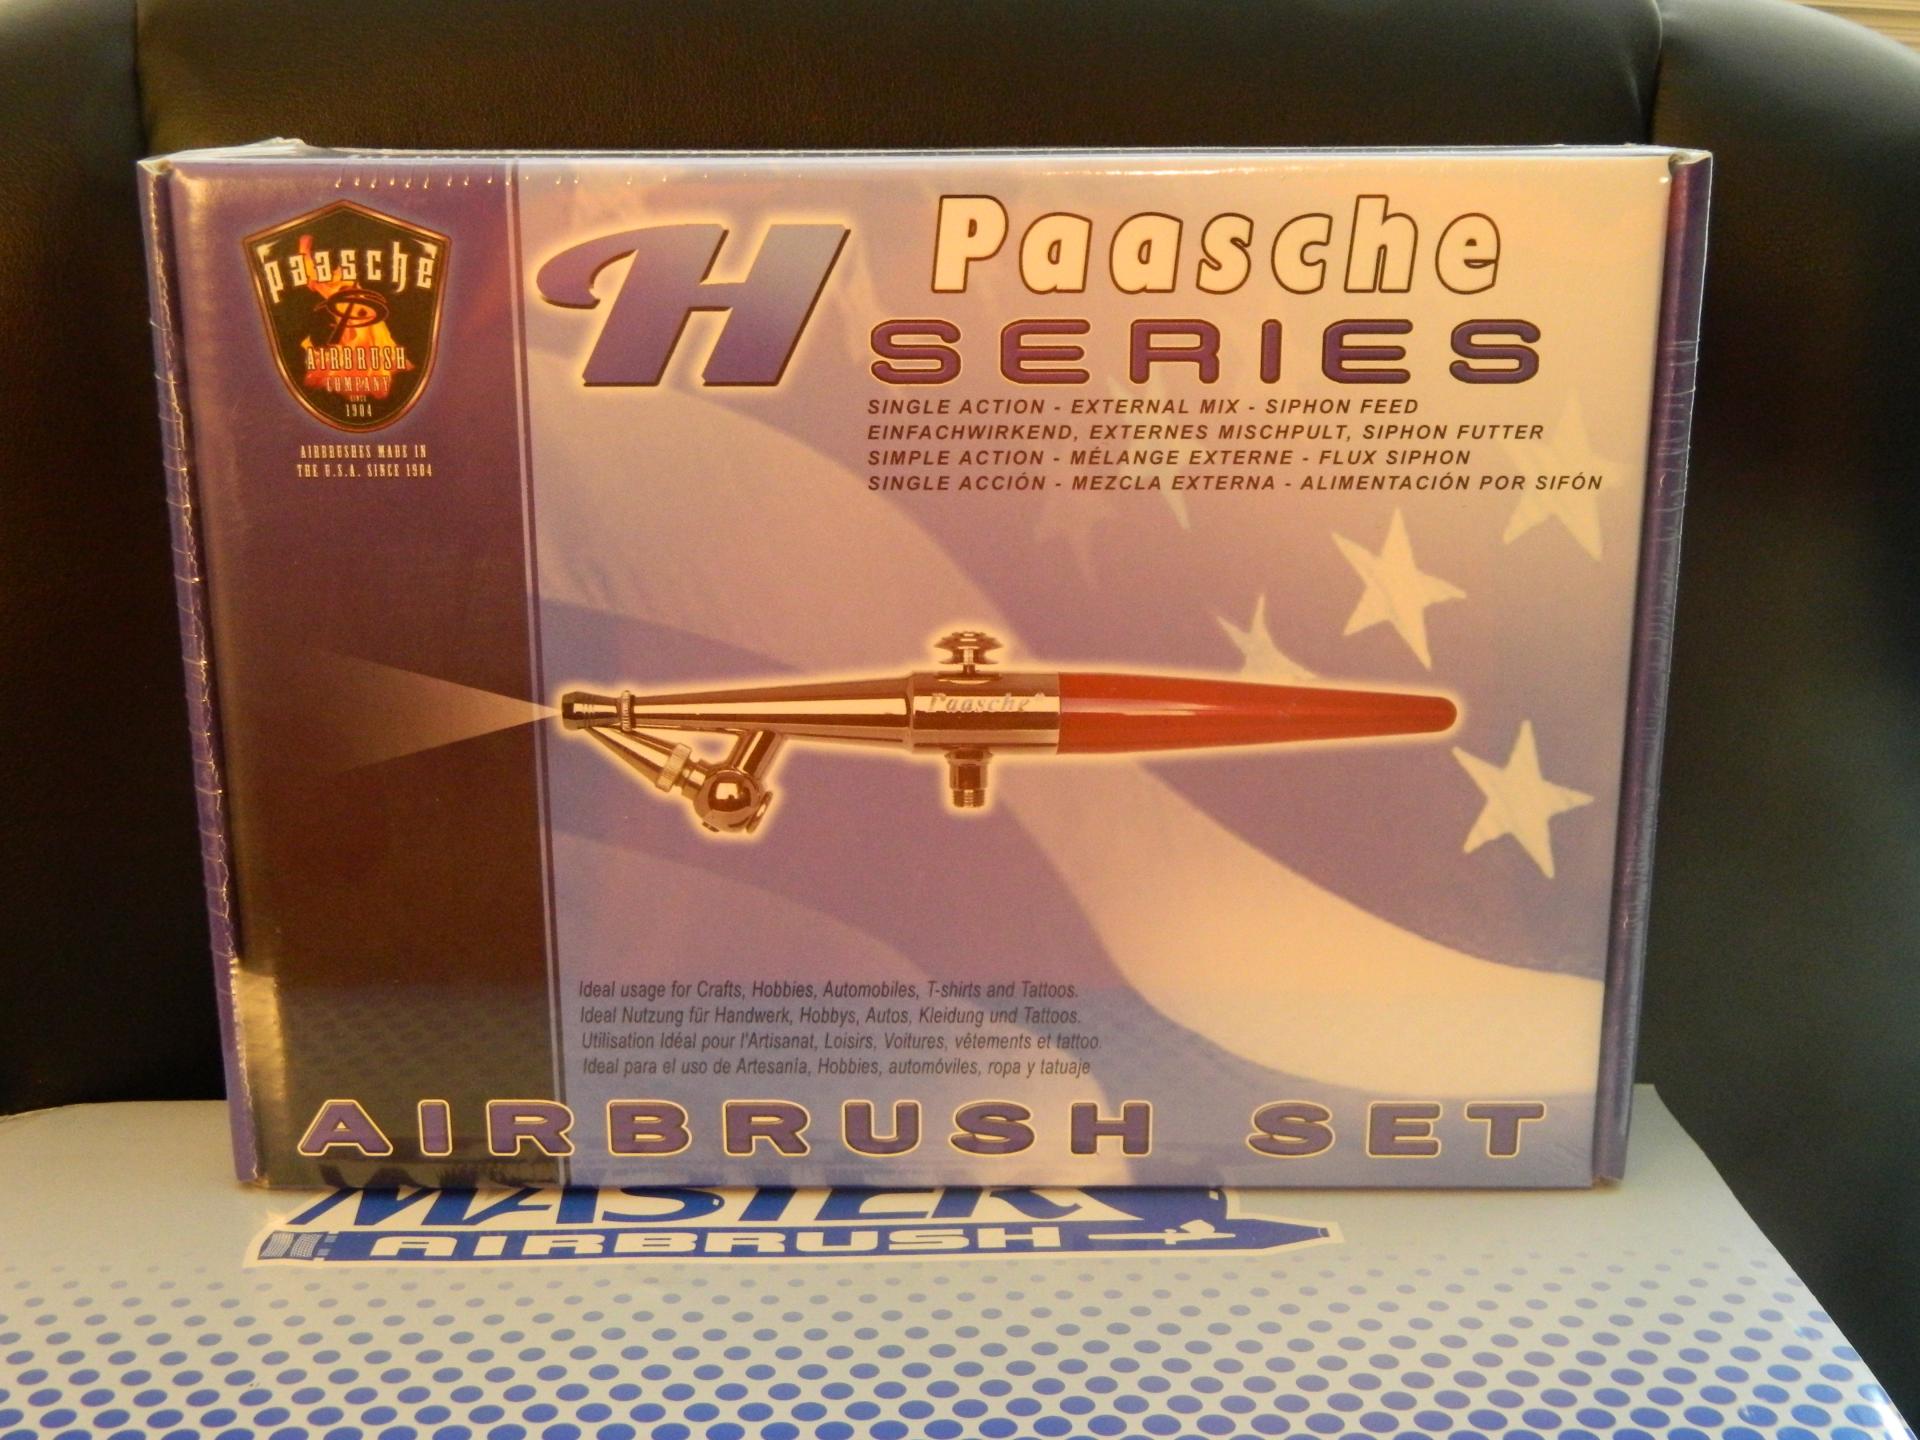 paasche
AIRBRUSH
COMPANY
SINCE
1904
AIRBRUSHES MADE IN
THE U.S.A. SINCE 1904
H Paasche
SERIES
SINGLE ACTION - EXTERNAL MIX - SIPHON FEED
EINFACHWIRKEND, EXTERNES MISCHPULT, SIPHON FUTTER
SIMPLE ACTION - MÉLANGE EXTERNE - FLUX SIPHON
SINGLE ACCIÓN - MEZCLA EXTERNA - ALIMENTACIÓN POR SIFÓN
Paasche®
Ideal usage for Crafts, Hobbies, Automobiles, T-shirts and Tattoos.
Ideal Nutzung für Handwerk, Hobbys, Autos, Kleidung und Tattoos.
Utilisation Idéal pour l'Artisanat, Loisirs, Voitures, vêtements et tattoo.
Ideal para el uso de Artesanía, Hobbies, automóviles, ropa y tatuaje
AIRBRUSH SET
MASTER
AIRBRUSH